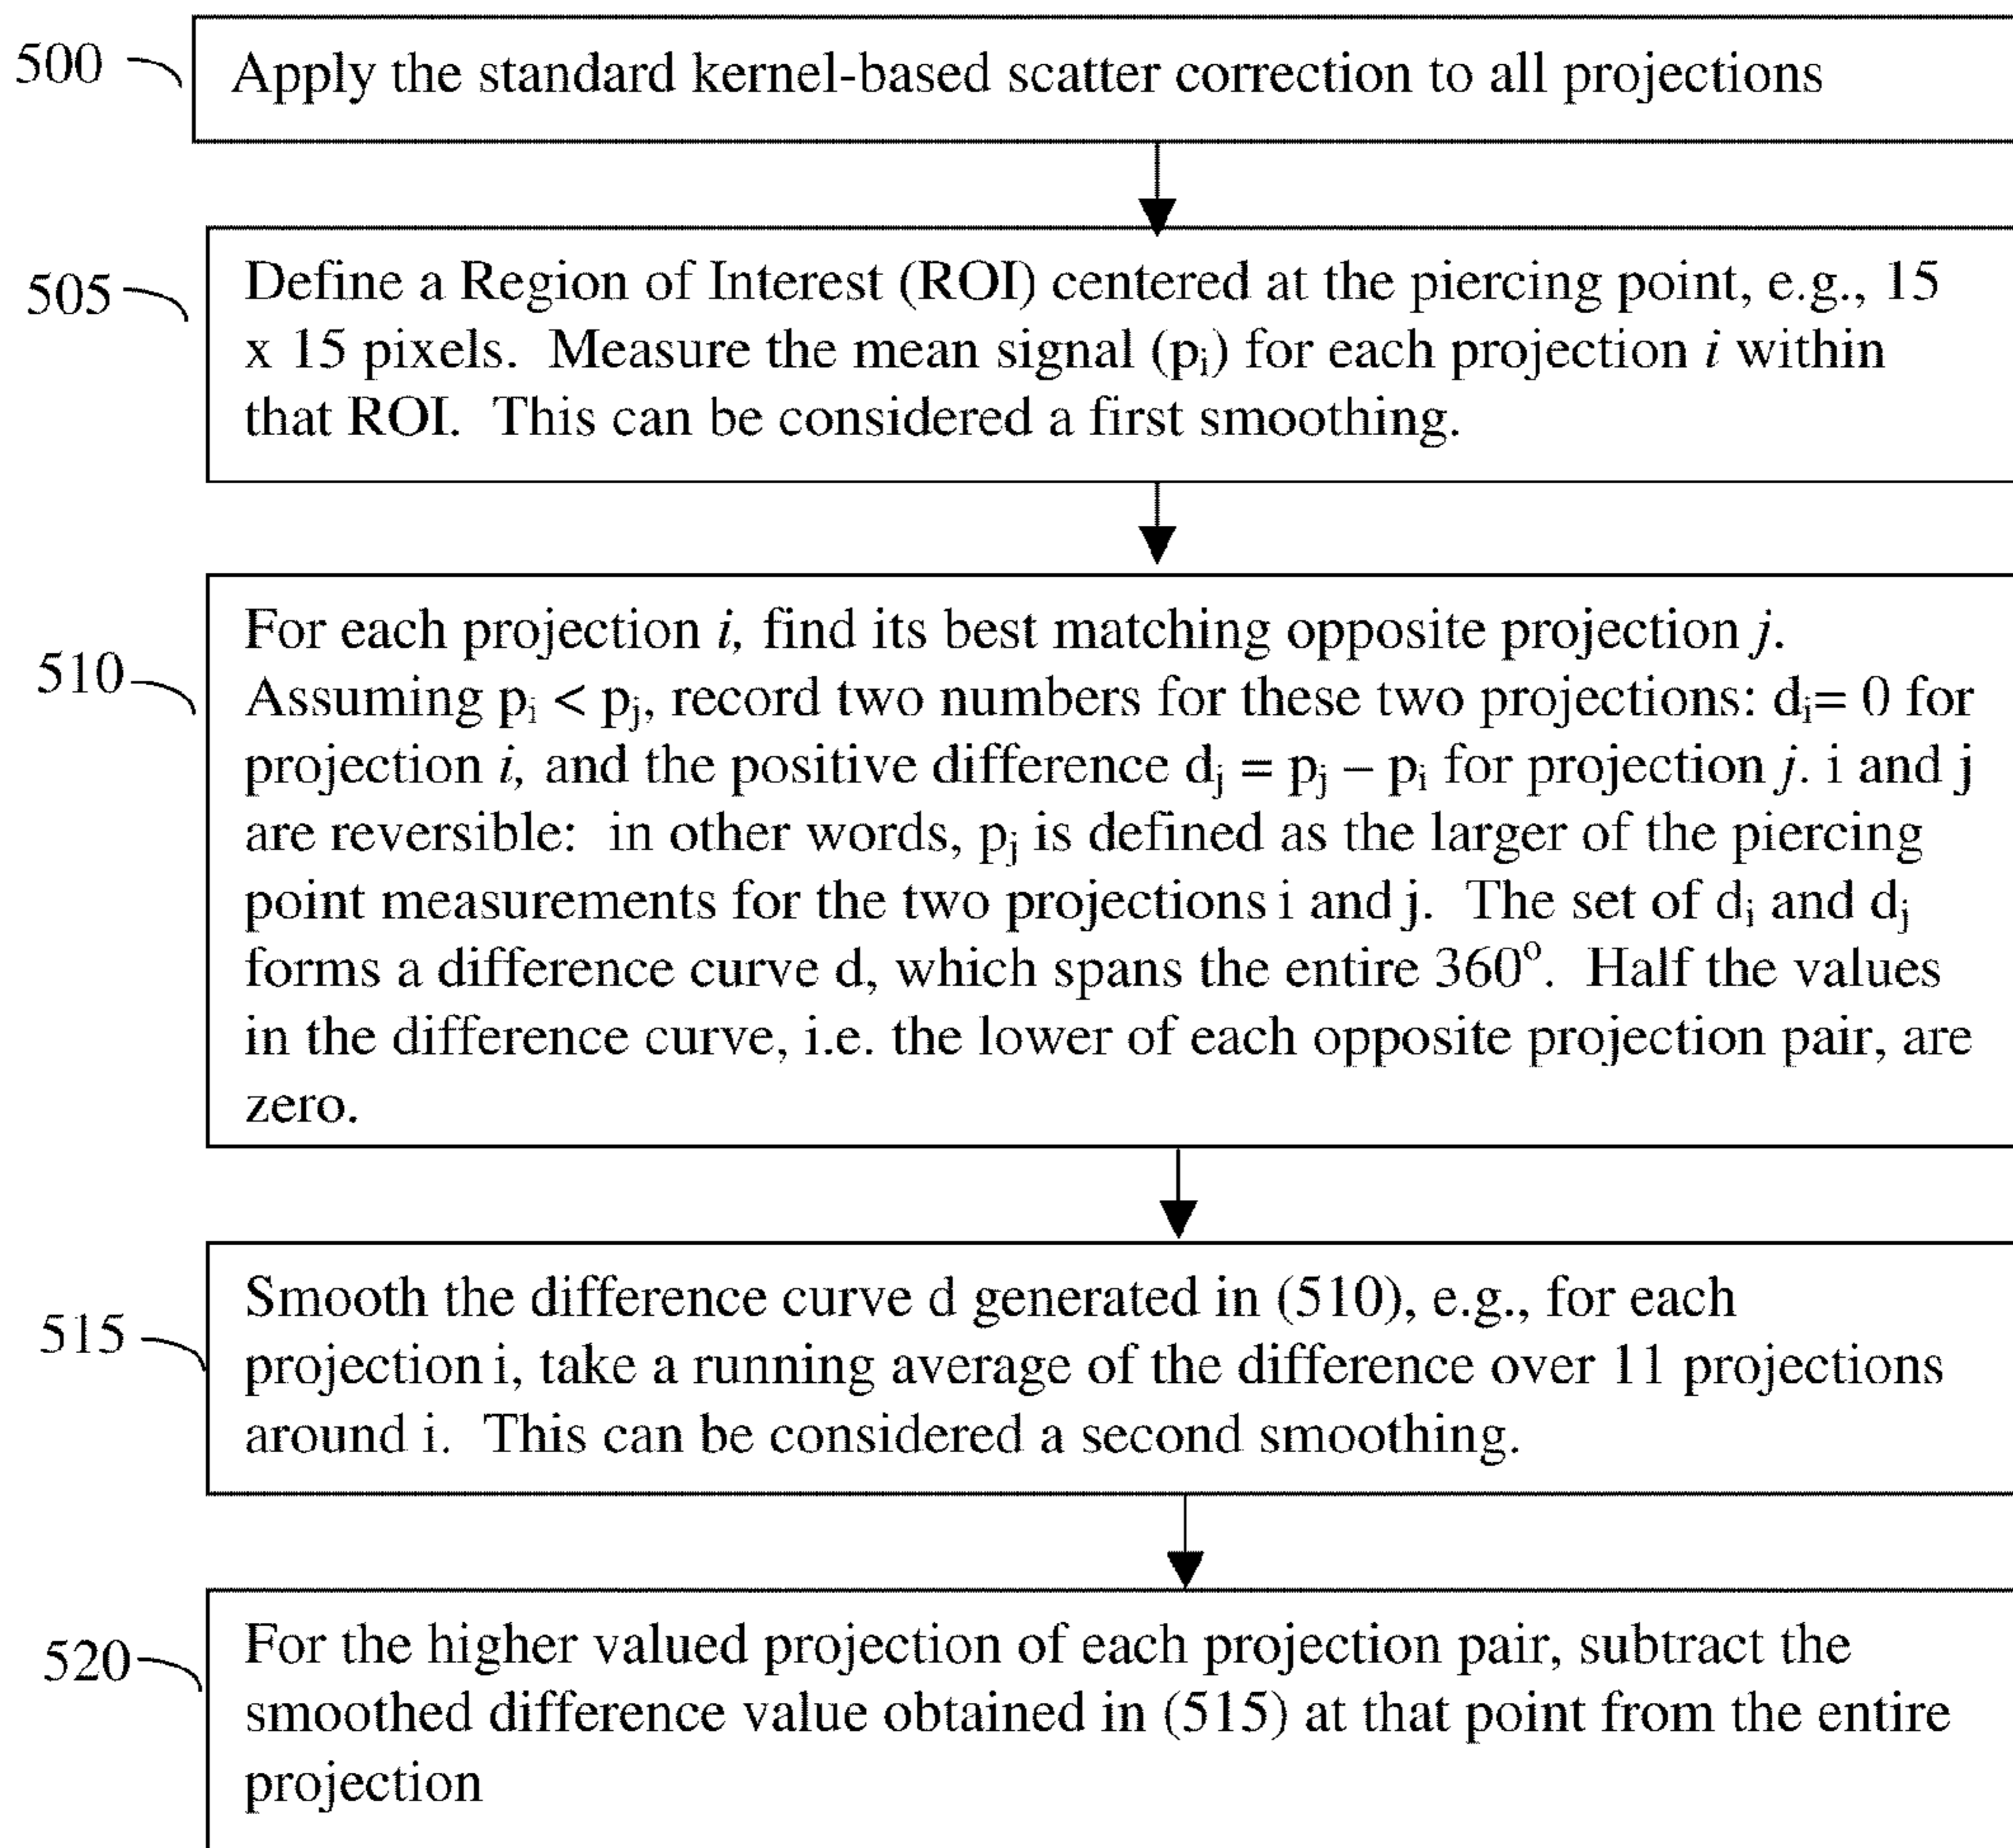 500
Apply the standard kernel-based scatter correction to all projections
505
Define a Region of Interest (ROI) centered at the piercing point, e.g., 15
x 15 pixels. Measure the mean signal (pᵢ) for each projection i within
that ROI. This can be considered a first smoothing.
510
For each projection i, find its best matching opposite projection j.
Assuming pᵢ < pⱼ, record two numbers for these two projections: dᵢ= 0 for
projection i, and the positive difference dⱼ = pⱼ – pᵢ for projection j. i and j
are reversible: in other words, pⱼ is defined as the larger of the piercing
point measurements for the two projections i and j. The set of dᵢ and dⱼ
forms a difference curve d, which spans the entire 360°. Half the values
in the difference curve, i.e. the lower of each opposite projection pair, are
zero.
515
Smooth the difference curve d generated in (510), e.g., for each
projection i, take a running average of the difference over 11 projections
around i. This can be considered a second smoothing.
520
For the higher valued projection of each projection pair, subtract the
smoothed difference value obtained in (515) at that point from the entire
projection